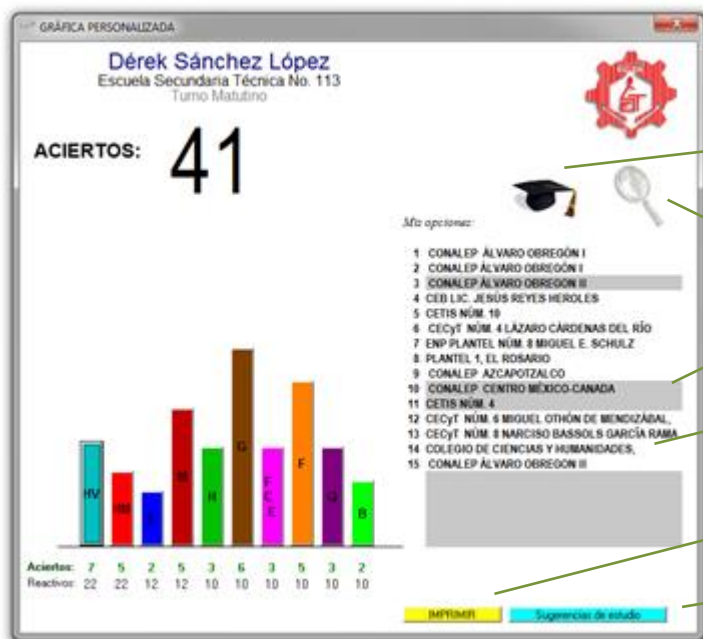 GRÁFICA PERSONALIZADA
Dérek Sánchez López
Escuela Secundaria Técnica No. 113
Turno Matutino
ACIERTOS: 41
Mis opciones:
1 CONALEP ÁLVARO OBREGÓN I
2 CONALEP ÁLVARO OBREGÓN I
3 CONALEP ÁLVARO OBREGON II
4 CEB LIC. JESÚS REYES HEROLES
5 CETIS NÚM. 10
6 CECyT NÚM. 4 LÁZARO CÁRDENAS DEL RÍO
7 ENP PLANTEL NÚM. 8 MIGUEL E. SCHULZ
8 PLANTEL 1, EL ROSARIO
9 CONALEP AZCAPOTZALCO
10 CONALEP CENTRO MÉXICO-CANADA
11 CETIS NÚM. 4
12 CECyT NÚM. 6 MIGUEL OTHÓN DE MENDIZÁBAL,
13 CECyT NÚM. 8 NARCISO BASSOLS GARCÍA RAMA
14 COLEGIO DE CIENCIAS Y HUMANIDADES,
15 CONALEP ÁLVARO OBREGON II
HV HM M H G F C E F Q B
Aciertos: 7 5 2 5 3 6 3 5 3 2
Reactivos: 22 22 12 12 10 10 10 10 10 10
IMPRIMIR Sugerencias de estudio